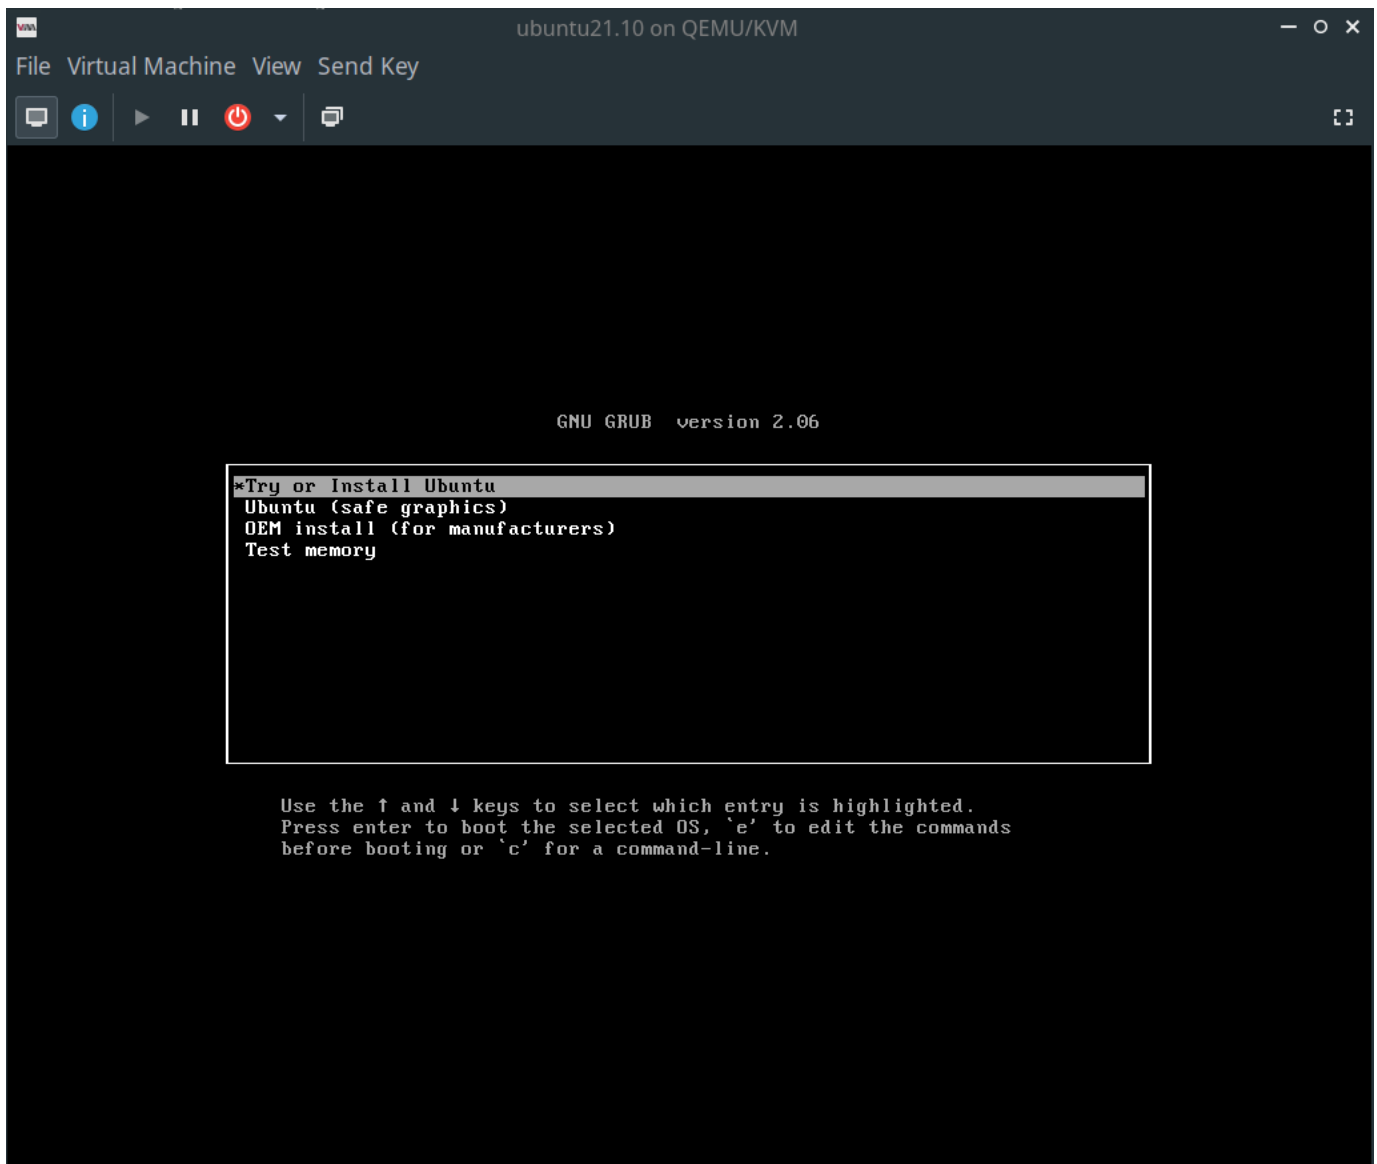 ubuntu21.10 on QEMU/KVM
File Virtual Machine View Send Key
GNU GRUB version 2.06
*Try or Install Ubuntu
Ubuntu (safe graphics)
OEM install (for manufacturers)
Test memory
Use the ↑ and ↓ keys to select which entry is highlighted.
Press enter to boot the selected OS, `e' to edit the commands
before booting or `c' for a command-line.